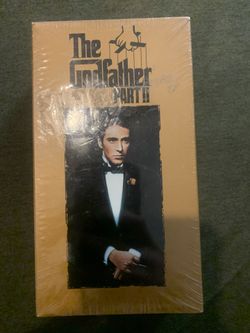 The
Godfather
PART II